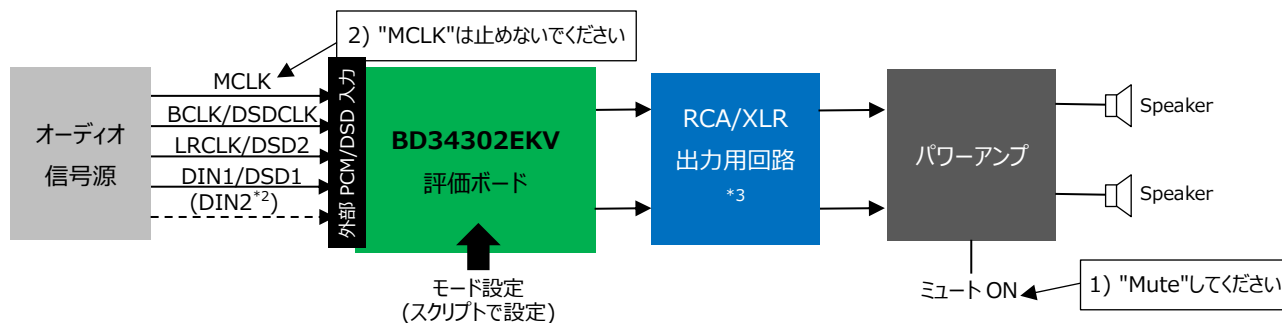 2) "MCLK"は止めないでください
オーディオ
信号源
MCLK
BCLK/DSDCLK
LRCLK/DSD2
DIN1/DSD1
(DIN2*2)
外部 PCM/DSD 入力
BD34302EKV
評価ボード
モード設定
(スクリプトで設定)
RCA/XLR
出力用回路
*3
パワーアンプ
Speaker
Speaker
ミュート ON
1) "Mute"してください